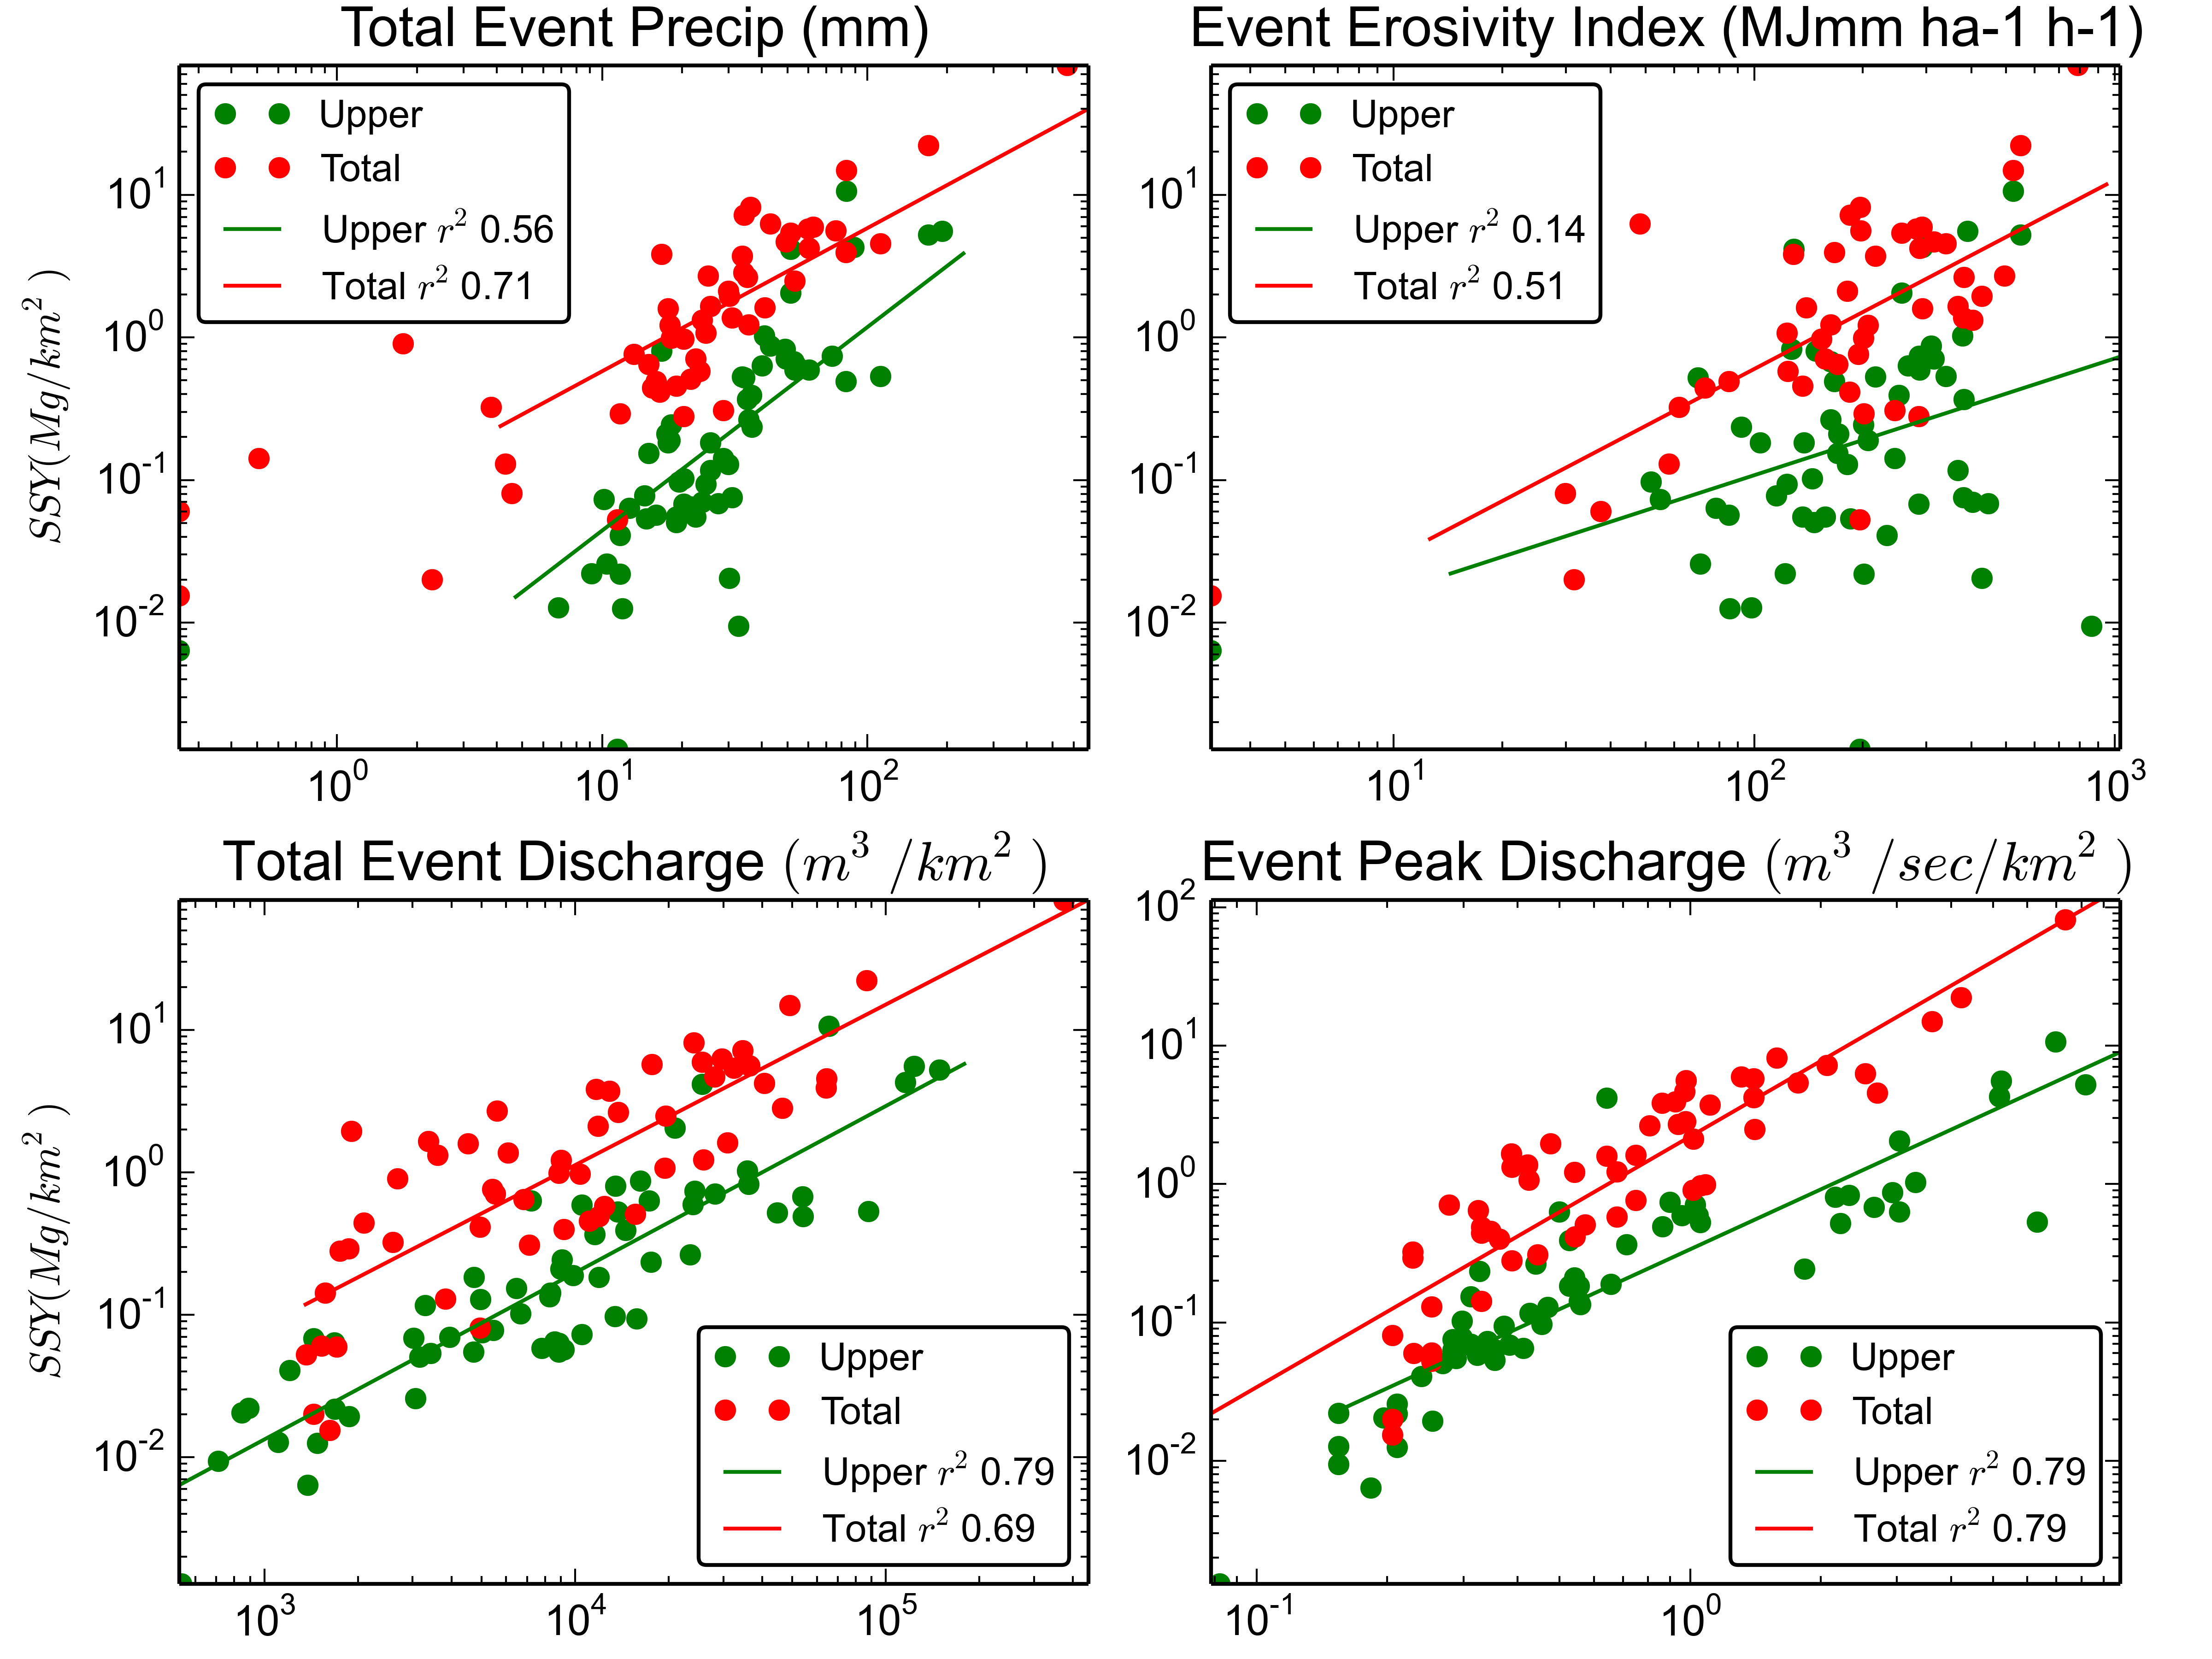 Total Event Precip (mm)
Upper
Total
Upper r² 0.56
Total r² 0.71
SSY(Mg/km²)
10¹
10⁰
10⁻¹
10⁻²
10⁰ 10¹ 10²
Event Erosivity Index (MJmm ha-1 h-1)
Upper
Total
Upper r² 0.14
Total r² 0.51
10¹
10⁰
10⁻¹
10⁻²
10¹ 10² 10³
Total Event Discharge (m³/km²)
SSY(Mg/km²)
10¹
10⁰
10⁻¹
10⁻²
Upper
Total
Upper r² 0.79
Total r² 0.69
10³ 10⁴ 10⁵
Event Peak Discharge (m³/sec/km²)
10²
10¹
10⁰
10⁻¹
10⁻²
Upper
Total
Upper r² 0.79
Total r² 0.79
10⁻¹ 10⁰